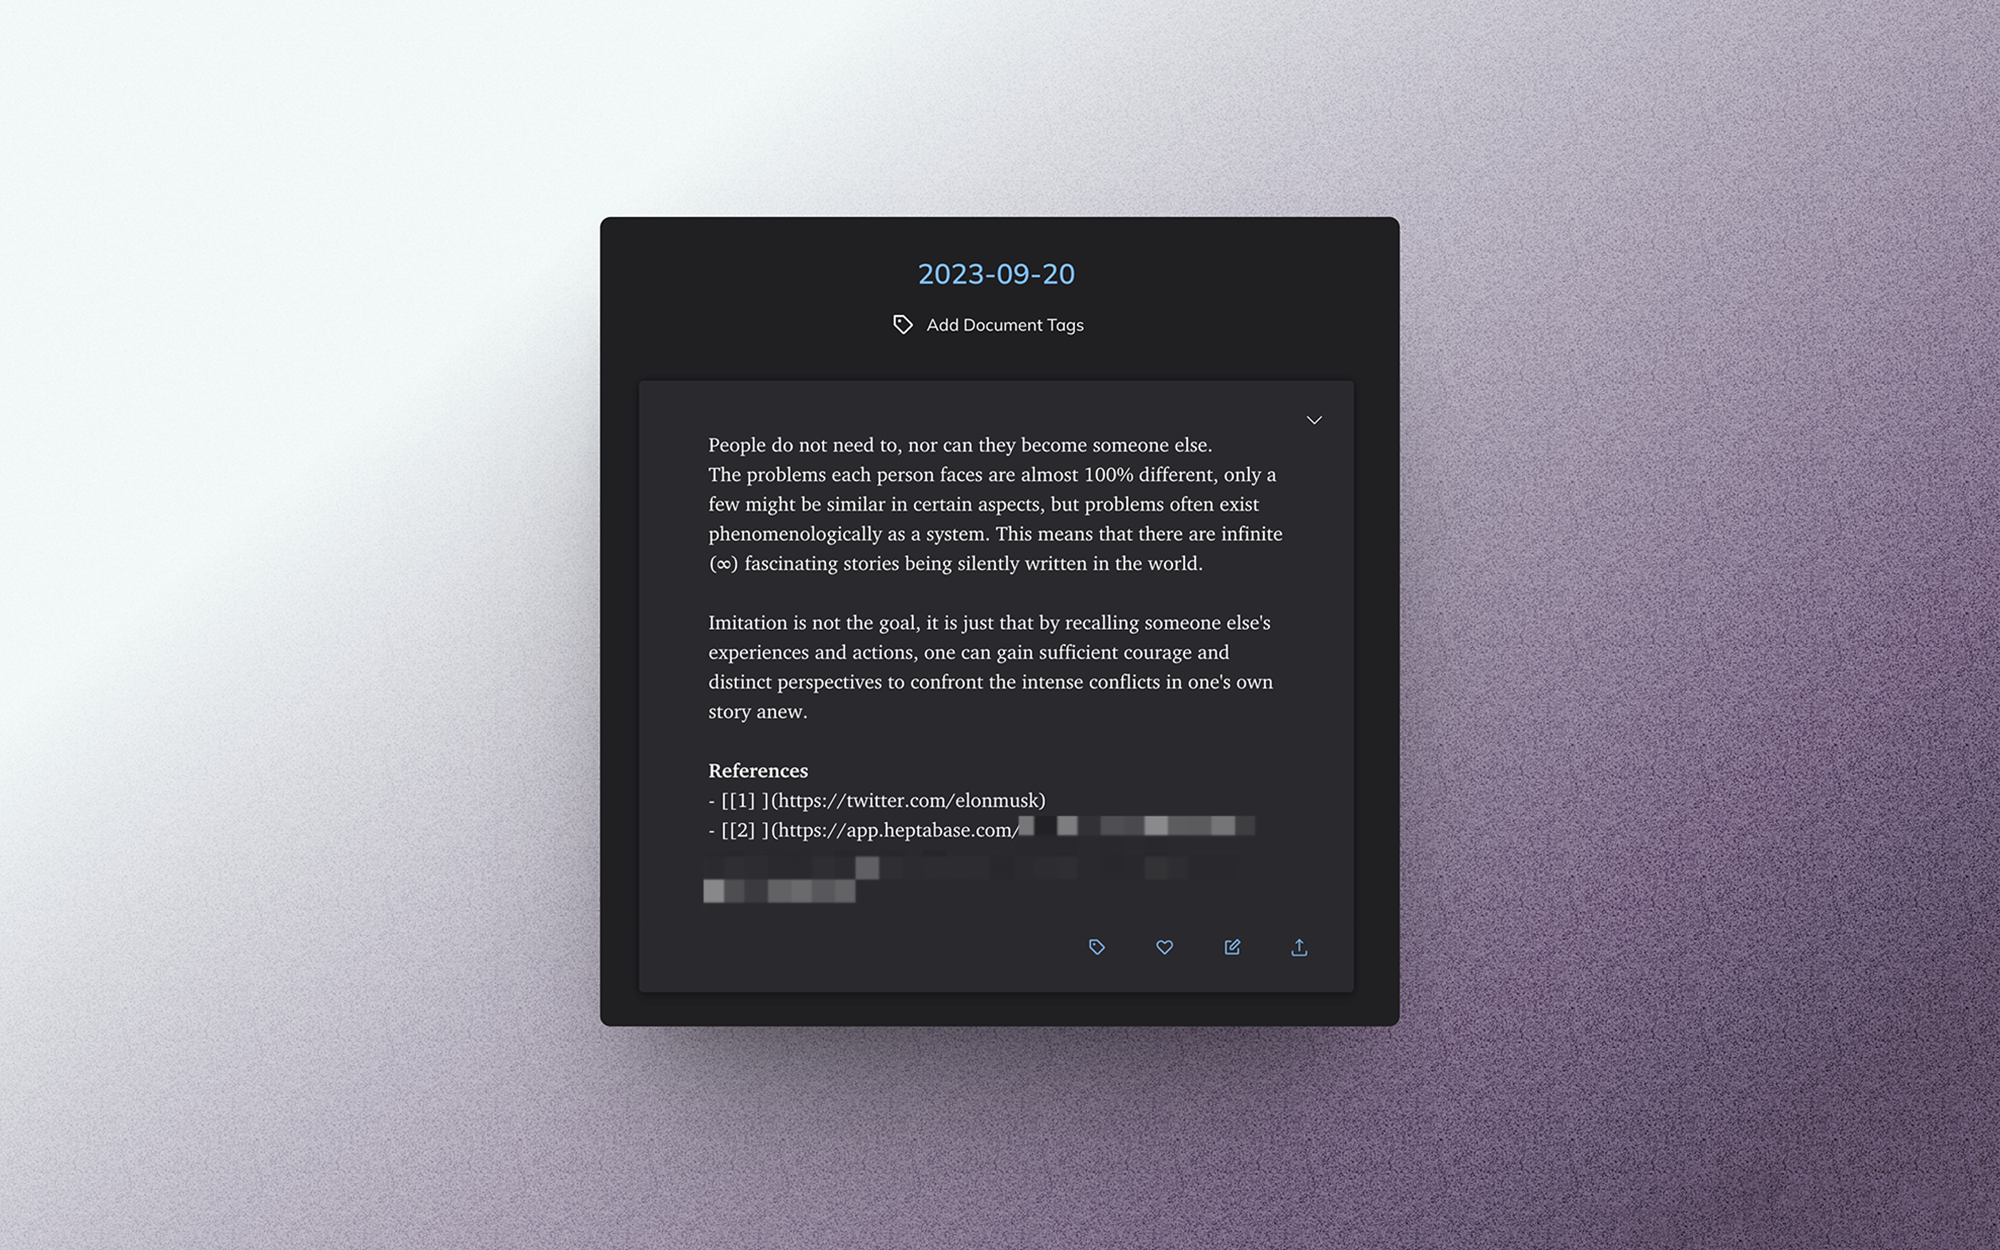 2023-09-20
Add Document Tags
People do not need to, nor can they become someone else.
The problems each person faces are almost 100% different, only a
few might be similar in certain aspects, but problems often exist
phenomenologically as a system. This means that there are infinite
(∞) fascinating stories being silently written in the world.
Imitation is not the goal, it is just that by recalling someone else's
experiences and actions, one can gain sufficient courage and
distinct perspectives to confront the intense conflicts in one's own
story anew.
References
- [[1] ](https://twitter.com/elonmusk)
- [[2] ](https://app.heptabase.com/